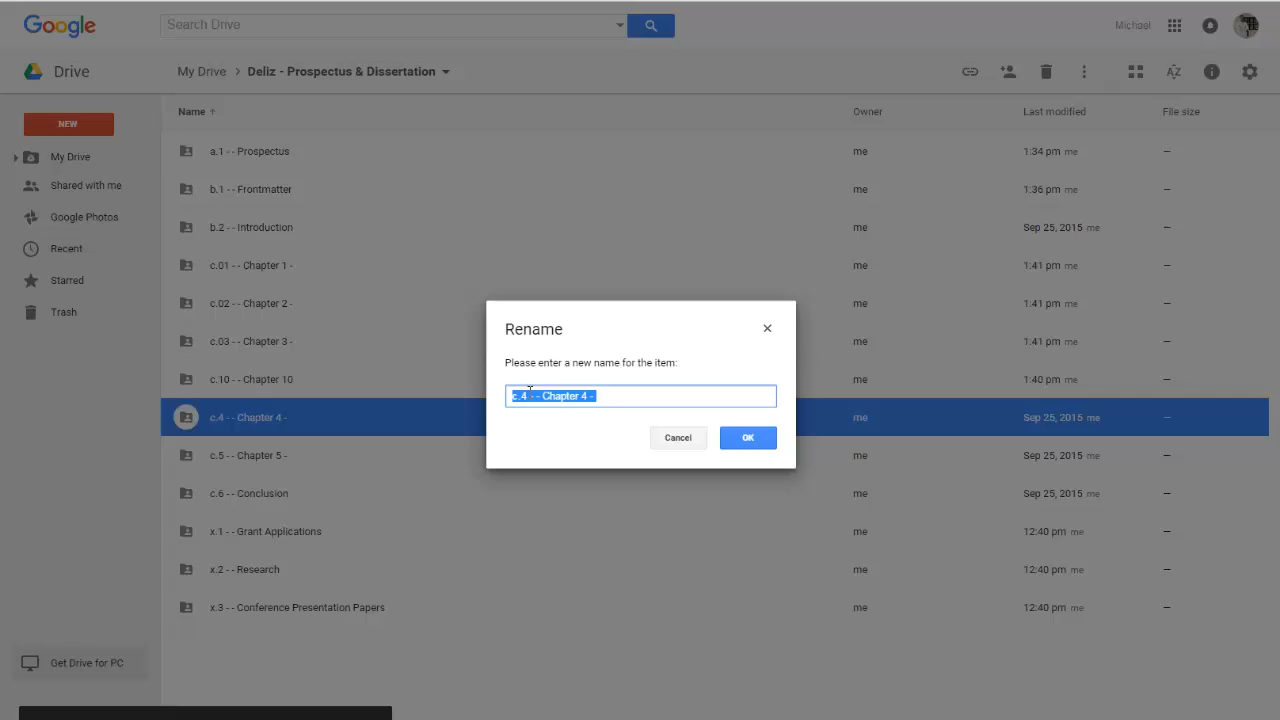 Google Search Drive Michael
Drive My Drive > Deliz - Prospectus & Dissertation AZ
Name ↑ Owner Last modified File size
NEW
My Drive
Shared with me
Google Photos
Recent
Starred
Trash
Get Drive for PC
a.1 - - Prospectus me 1:34 pm me —
b.1 - - Frontmatter me 1:36 pm me —
b.2 - - Introduction me Sep 25, 2015 me —
c.01 - - Chapter 1 - me 1:41 pm me —
c.02 - - Chapter 2 - me 1:41 pm me —
c.03 - - Chapter 3 - me 1:41 pm me —
c.10 - - Chapter 10 me 1:40 pm me —
c.4 - - Chapter 4 - me Sep 25, 2015 me —
c.5 - - Chapter 5 - me Sep 25, 2015 me —
c.6 - - Conclusion me Sep 25, 2015 me —
x.1 - - Grant Applications me 12:40 pm me —
x.2 - - Research me 12:40 pm me —
x.3 - - Conference Presentation Papers me 12:40 pm me —
Rename ×
Please enter a new name for the item:
c.4 - - Chapter 4 -
Cancel OK